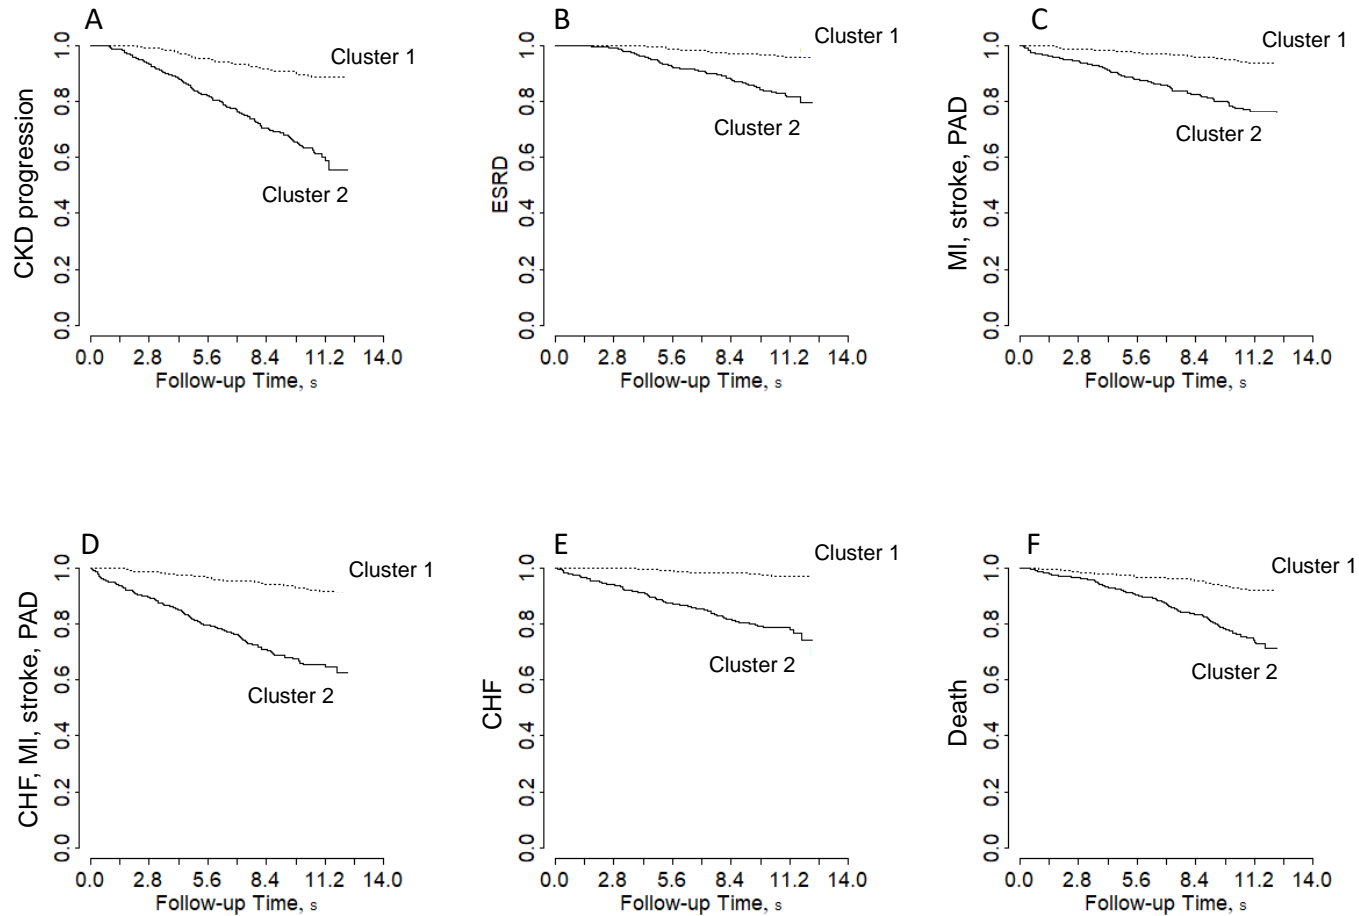 A
CKD progression
1.0
0.8
0.6
0.4
0.2
0.0
Cluster 1
Cluster 2
0.0 2.8 5.6 8.4 11.2 14.0
Follow-up Time, s
B
ESRD
1.0
0.8
0.6
0.4
0.2
0.0
Cluster 1
Cluster 2
0.0 2.8 5.6 8.4 11.2 14.0
Follow-up Time, s
C
MI, stroke, PAD
1.0
0.8
0.6
0.4
0.2
0.0
Cluster 1
Cluster 2
0.0 2.8 5.6 8.4 11.2 14.0
Follow-up Time, s
D
CHF, MI, stroke, PAD
1.0
0.8
0.6
0.4
0.2
0.0
Cluster 1
Cluster 2
0.0 2.8 5.6 8.4 11.2 14.0
Follow-up Time, s
E
CHF
1.0
0.8
0.6
0.4
0.2
0.0
Cluster 1
Cluster 2
0.0 2.8 5.6 8.4 11.2 14.0
Follow-up Time, s
F
Death
1.0
0.8
0.6
0.4
0.2
0.0
Cluster 1
Cluster 2
0.0 2.8 5.6 8.4 11.2 14.0
Follow-up Time, s